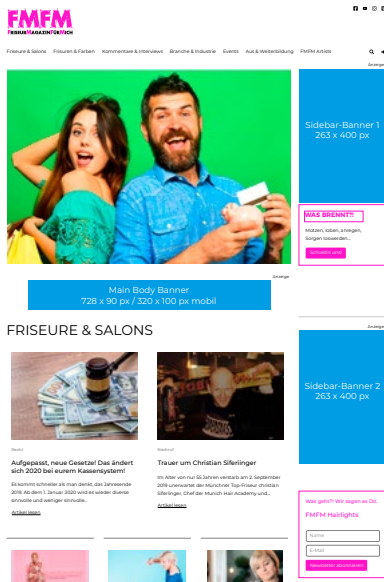 FMFM
FRISEURMAGAZINFÜRMICH
Friseure & Salons
Frisuren & Farben
Kommentare & Interviews
Branche & Industrie
Events
Aus & Weiterbildung
FMFM Artists
Anzeige
Sidebar-Banner 1
263 x 400 px
WAS BRENNT?!
Motzen, loben, anregen,
Sorgen loswerden...
Schreib's uns!
Anzeige
Main Body Banner
728 x 90 px / 320 x 100 px mobil
FRISEURE & SALONS
Anzeige
Sidebar-Banner 2
263 x 400 px
Recht
Aufgepasst, neue Gesetze! Das ändert
sich 2020 bei eurem Kassensystem!
Es kommt schneller als man denkt, das Jahresende
2019. Ab dem 1. Januar 2020 wird es wieder diverse
sinnvolle und weniger sinnvolle...
Artikel lesen
Nachruf
Trauer um Christian Siferlinger
Im Alter von nur 55 Jahren verstarb am 2. September
2019 unerwartet der Münchner Top-Friseur christian
Siferlinger, Chef der Munich Hair Academy und...
Artikel lesen
Was geht?! Wir sagen es Dir.
FMFM Hairlights
Name
E-Mail
Newsletter abonnieren